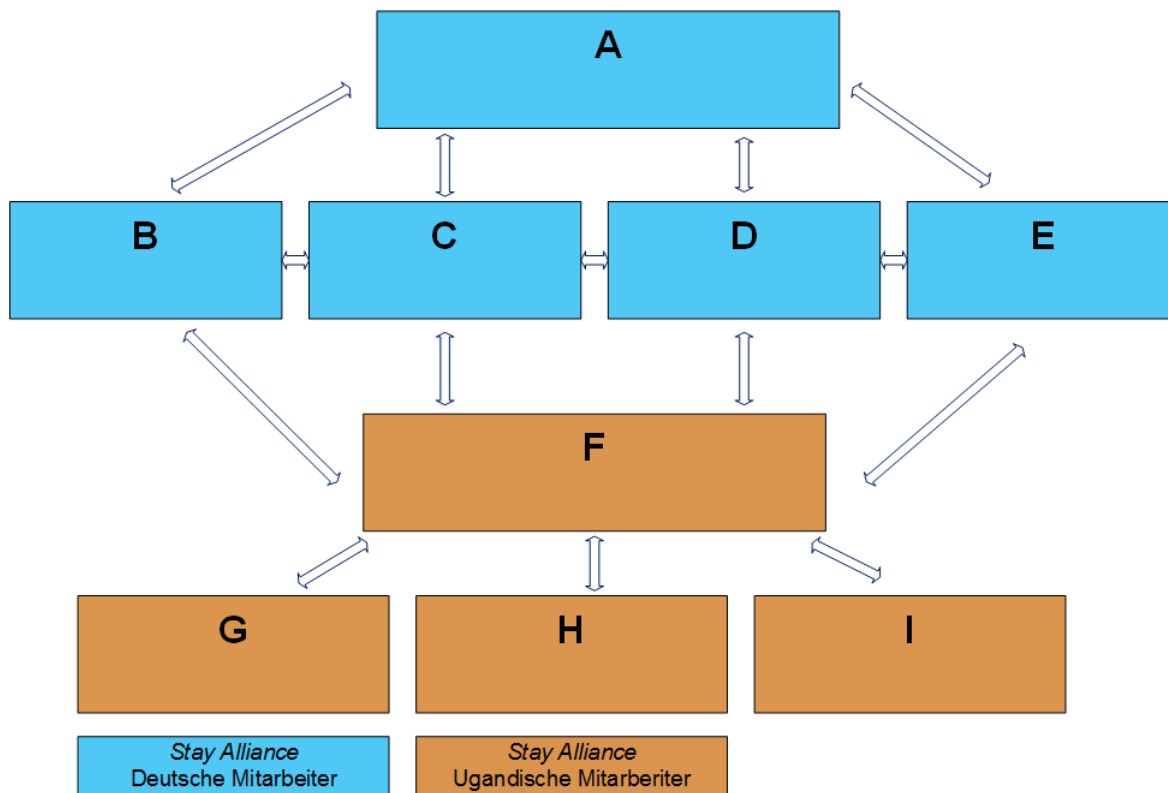 A
B
C
D
E
F
G
H
I
Stay Alliance
Deutsche Mitarbeiter
Stay Alliance
Ugandische Mitarberiter